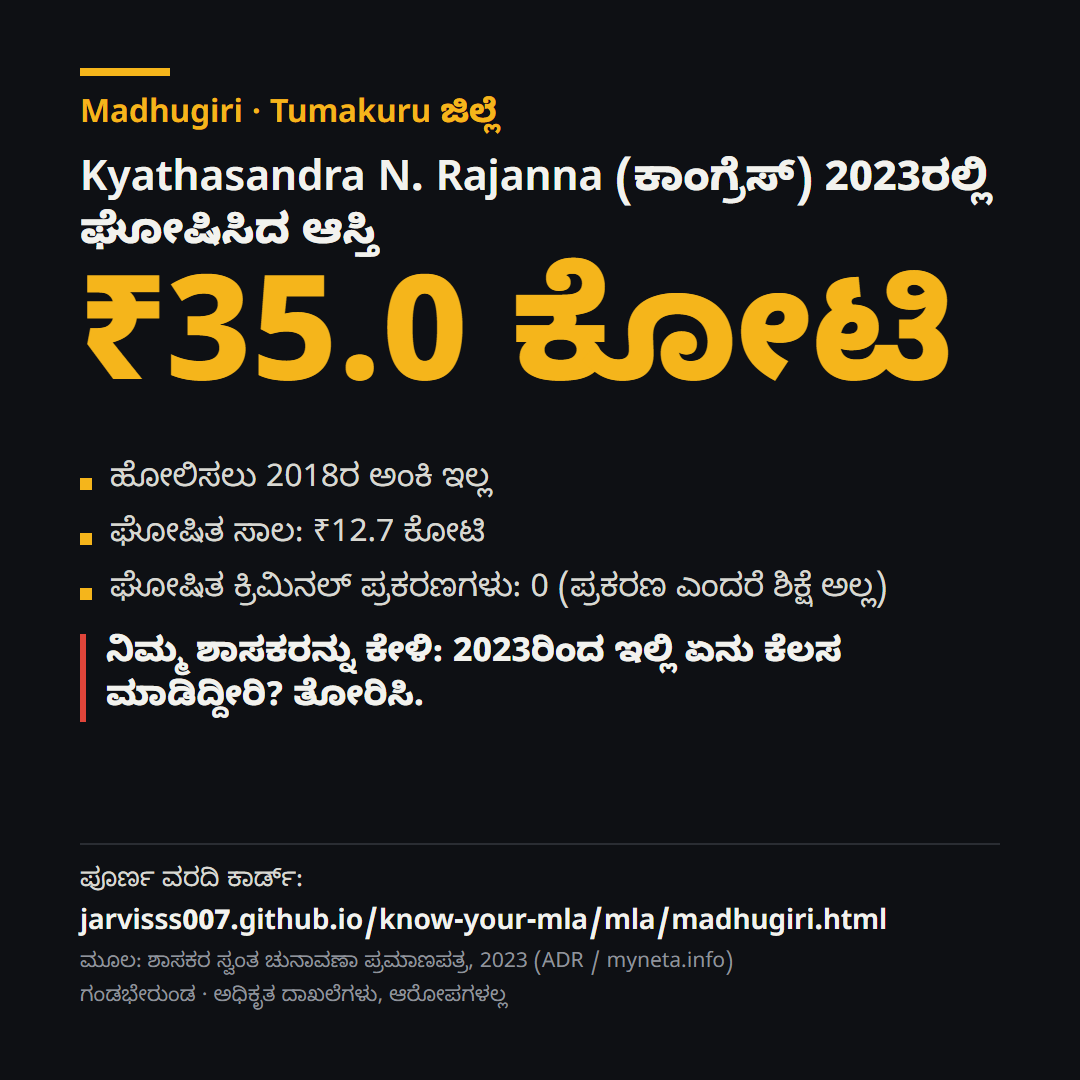 Madhugiri · Tumakuru ಜಿಲ್ಲೆ
Kyathasandra N. Rajanna (ಕಾಂಗ್ರೆಸ್) 2023ರಲ್ಲಿ
ಘೋಷಿಸಿದ ಆಸ್ತಿ
₹35.0 ಕೋಟಿ
ಹೋಲಿಸಲು 2018ರ ಅಂಕಿ ಇಲ್ಲ
ಘೋಷಿತ ಸಾಲ: ₹12.7 ಕೋಟಿ
ಘೋಷಿತ ಕ್ರಿಮಿನಲ್ ಪ್ರಕರಣಗಳು: 0 (ಪ್ರಕರಣ ಎಂದರೆ ಶಿಕ್ಷೆ ಅಲ್ಲ)
ನಿಮ್ಮ ಶಾಸಕರನ್ನು ಕೇಳಿ: 2023ರಿಂದ ಇಲ್ಲಿ ಏನು ಕೆಲಸ
ಮಾಡಿದ್ದೀರಿ? ತೋರಿಸಿ.
ಪೂರ್ಣ ವರದಿ ಕಾರ್ಡ್:
jarvisss007.github.io/know-your-mla/mla/madhugiri.html
ಮೂಲ: ಶಾಸಕರ ಸ್ವಂತ ಚುನಾವಣಾ ಪ್ರಮಾಣಪತ್ರ, 2023 (ADR / myneta.info)
ಗಂಡಭೇರುಂಡ · ಅಧಿಕೃತ ದಾಖಲೆಗಳು, ಆರೋಪಗಳಲ್ಲ